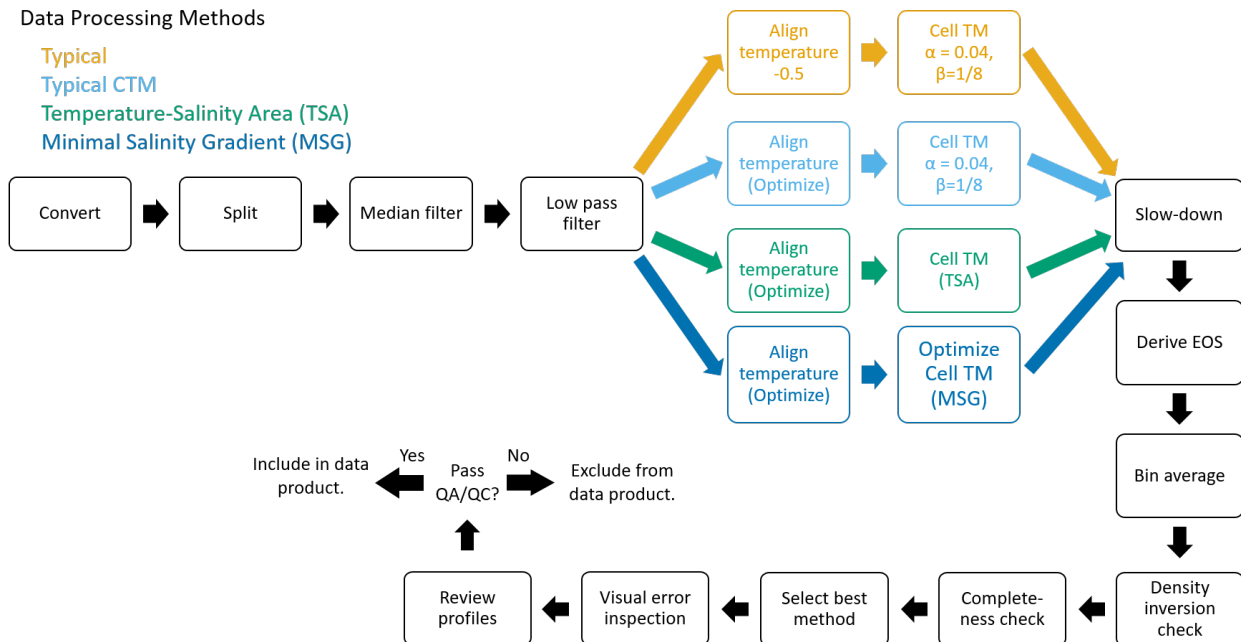 Data Processing Methods
Typical
Typical CTM
Temperature-Salinity Area (TSA)
Minimal Salinity Gradient (MSG)
Convert
Split
Median filter
Low pass
filter
Align
temperature
-0.5
Cell TM
α = 0.04,
β=1/8
Align
temperature
(Optimize)
Cell TM
α = 0.04,
β=1/8
Align
temperature
(Optimize)
Cell TM
(TSA)
Align
temperature
(Optimize)
Optimize
Cell TM
(MSG)
Slow-down
Derive EOS
Bin average
Density
inversion
check
Complete-
ness check
Select best
method
Visual error
inspection
Review
profiles
Pass
QA/QC?
Yes
Include in data
product.
No
Exclude from
data product.